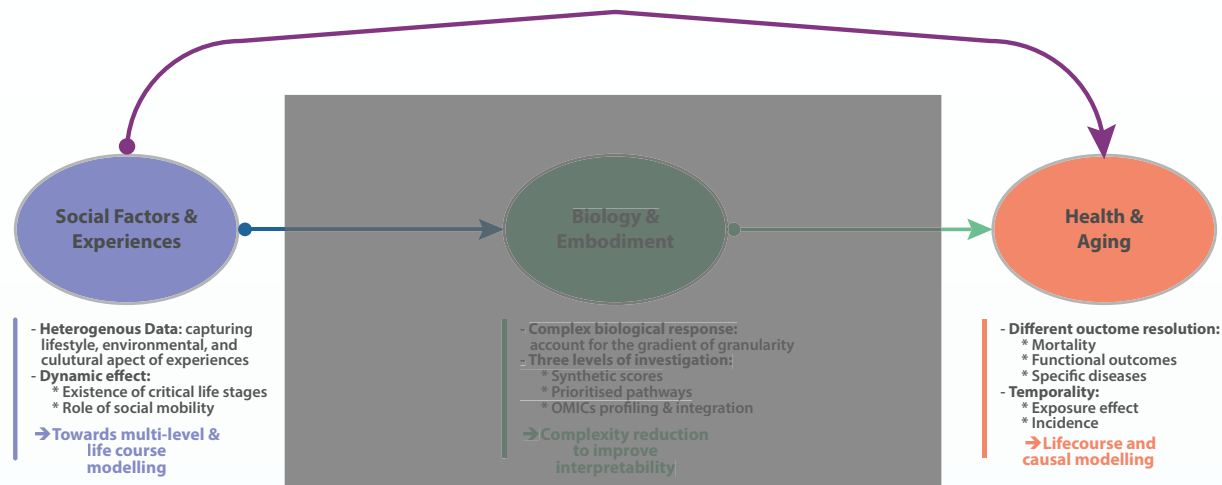 Social Factors &
Experiences
Biology &
Embodiment
Health &
Aging
- Heterogenous Data: capturing
lifestyle, environmental, and
culutural apect of experiences
- Dynamic effect:
* Existence of critical life stages
* Role of social mobility
➔Towards multi-level &
life course
modelling
- Complex biological response:
account for the gradient of granularity
- Three levels of investigation:
* Synthetic scores
* Prioritised pathways
* OMICs profiling & integration
➔Complexity reduction
to improve
interpretability
- Different ouctome resolution:
* Mortality
* Functional outcomes
* Specific diseases
- Temporality:
* Exposure effect
* Incidence
➔Lifecourse and
causal modelling